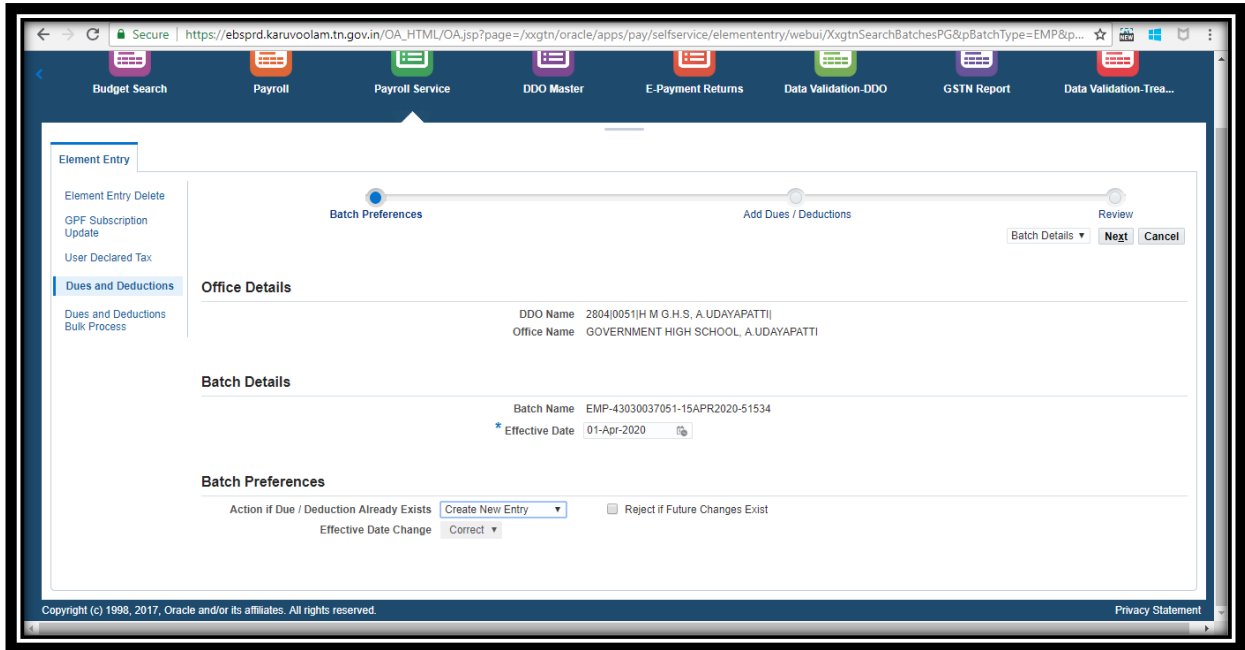 Secure | https://ebsprd.karuvoolam.tn.gov.in/OA_HTML/OA.jsp?page=/xxgtn/oracle/apps/pay/selfservice/elemententry/webui/XxgtnSearchBatchesPG&pBatchType=EMP&p...
NEW
Budget Search Payroll Payroll Service DDO Master E-Payment Returns Data Validation-DDO GSTN Report Data Validation-Trea...
Element Entry
Element Entry Delete
GPF Subscription
Update
User Declared Tax
Dues and Deductions
Dues and Deductions
Bulk Process
Batch Preferences Add Dues / Deductions Review
Batch Details ▼ Next Cancel
Office Details
DDO Name 2804|0051|H M G.H.S, A.UDAYAPATTI|
Office Name GOVERNMENT HIGH SCHOOL, A.UDAYAPATTI
Batch Details
Batch Name EMP-43030037051-15APR2020-51534
* Effective Date 01-Apr-2020
Batch Preferences
Action if Due / Deduction Already Exists Create New Entry ▼ Reject if Future Changes Exist
Effective Date Change Correct ▼
Copyright (c) 1998, 2017, Oracle and/or its affiliates. All rights reserved. Privacy Statement